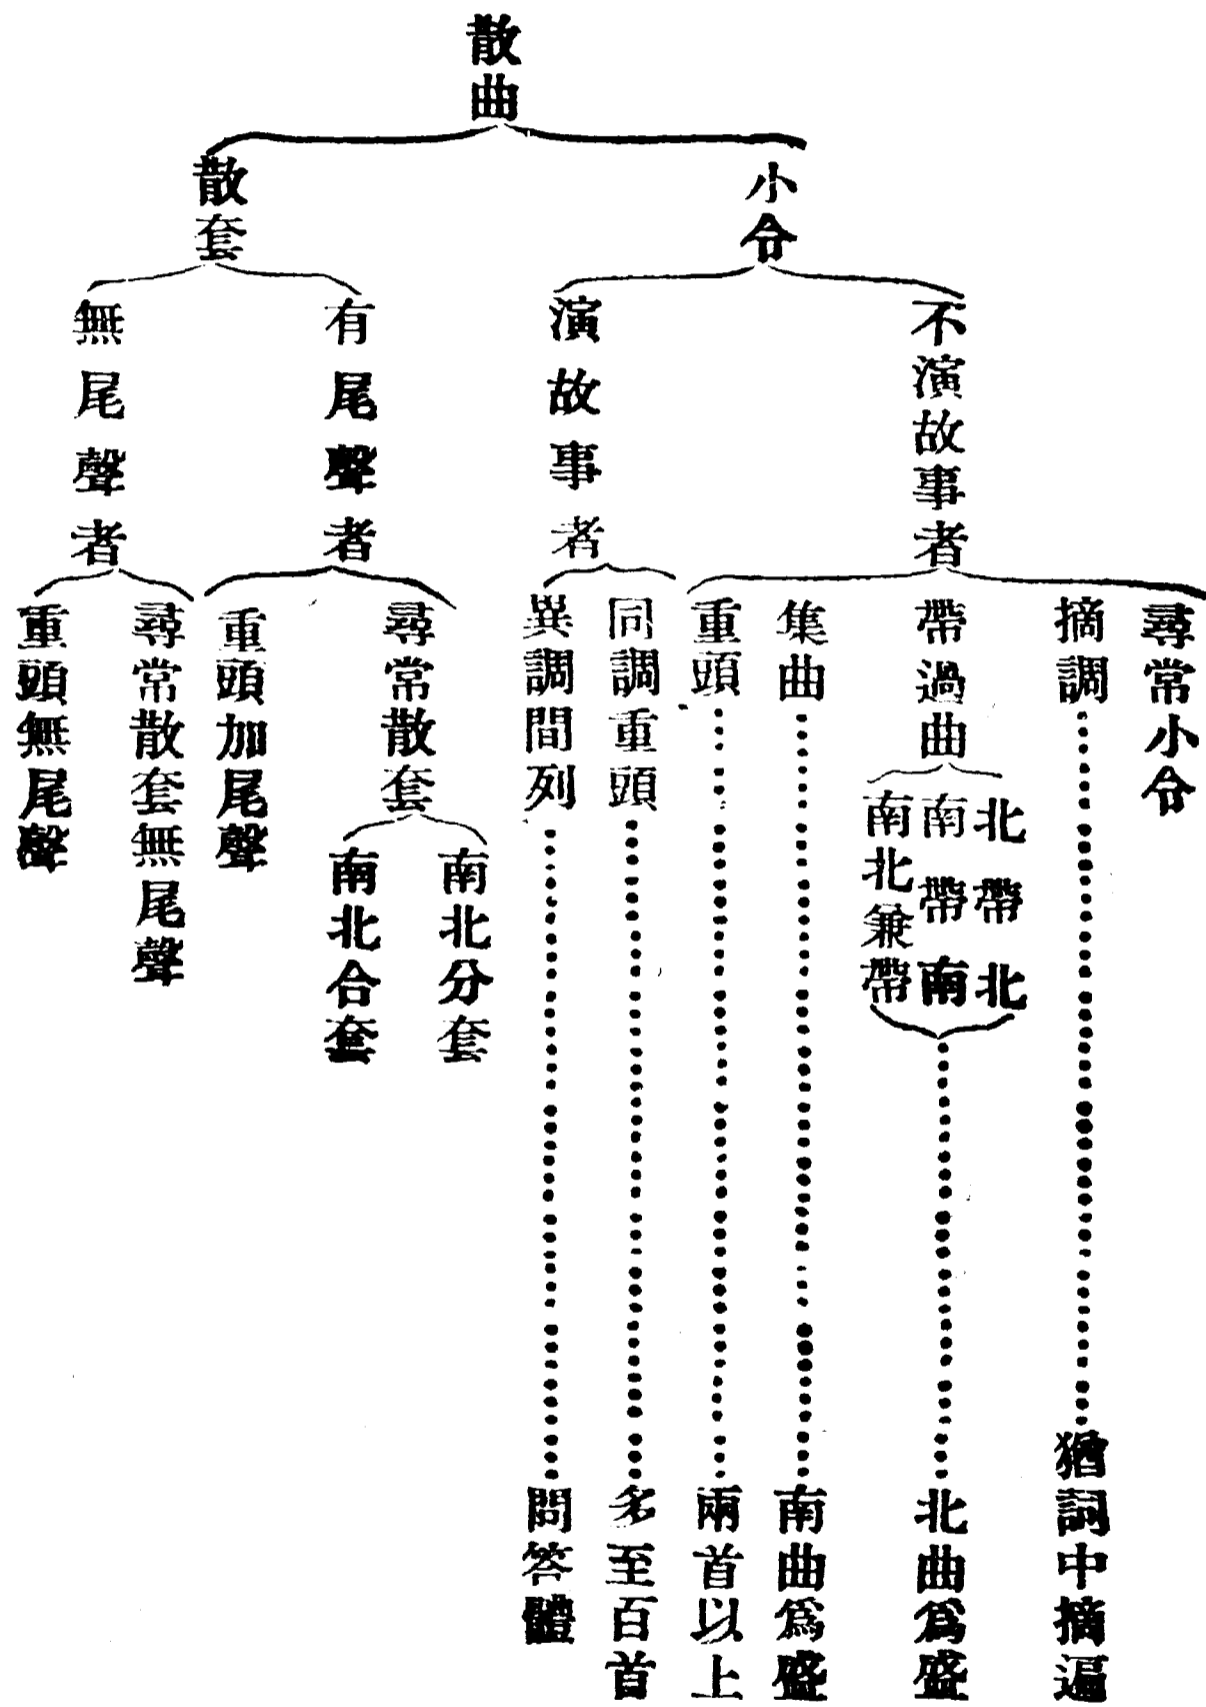 散曲
小令
不演故事者
尋常小令
摘調
猶詞中摘遍
帶過曲
北帶北
南帶南
南北兼帶
北曲爲盛
集曲
南曲爲盛
重頭
兩首以上
演故事者
同調重頭
多至百首
異調間列
問答體
散套
有尾聲者
尋常散套
南北分套
南北合套
重頭加尾聲
無尾聲者
尋常散套無尾聲
重頭無尾聲